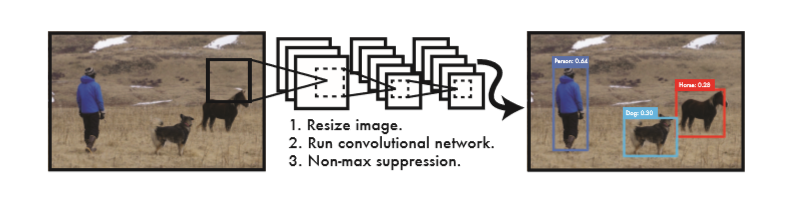 Person: 0.64
Horse: 0.28
Dog: 0.30
1. Resize image.
2. Run convolutional network.
3. Non-max suppression.